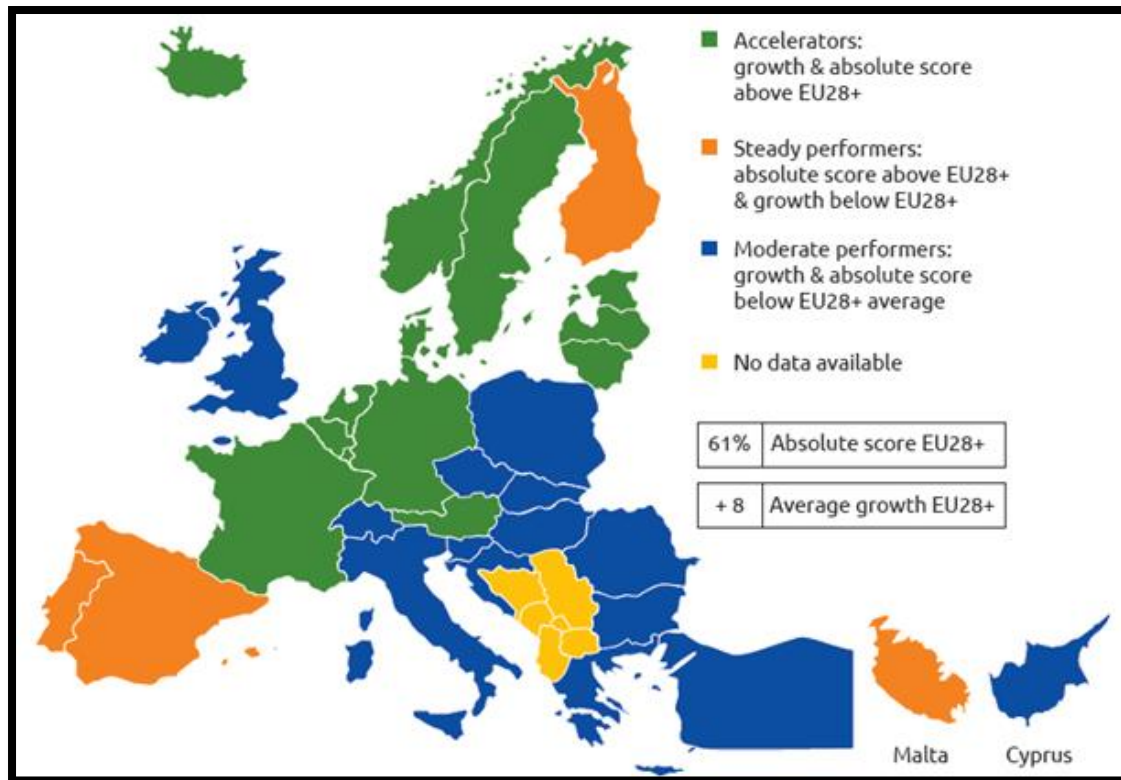 Accelerators:
growth & absolute score
above EU28+
Steady performers:
absolute score above EU28+
& growth below EU28+
Moderate performers:
growth & absolute score
below EU28+ average
No data available
61% Absolute score EU28+
+ 8 Average growth EU28+
Malta Cyprus